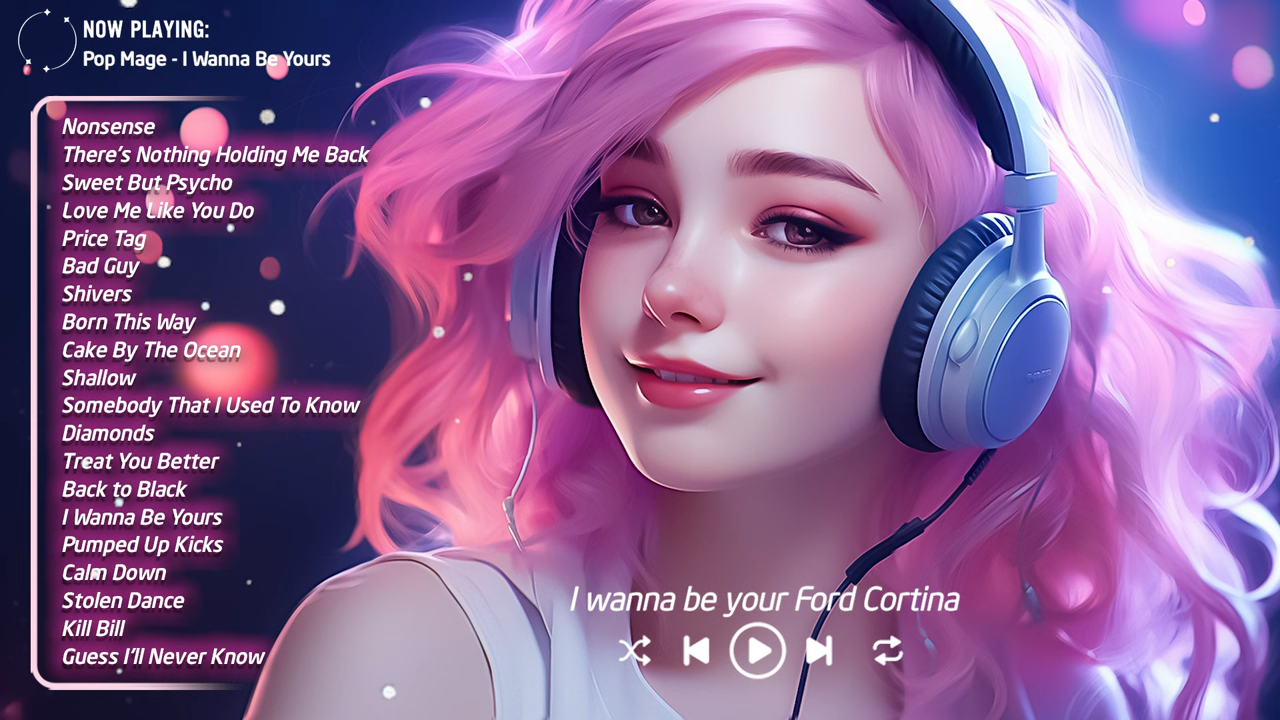 NOW PLAYING:
Pop Mage - I Wanna Be Yours
Nonsense
There's Nothing Holding Me Back
Sweet But Psycho
Love Me Like You Do
Price Tag
Bad Guy
Shivers
Born This Way
Cake By The Ocean
Shallow
Somebody That I Used To Know
Diamonds
Treat You Better
Back to Black
I Wanna Be Yours
Pumped Up Kicks
Calm Down
Stolen Dance
Kill Bill
Guess I'll Never Know
I wanna be your Ford Cortina